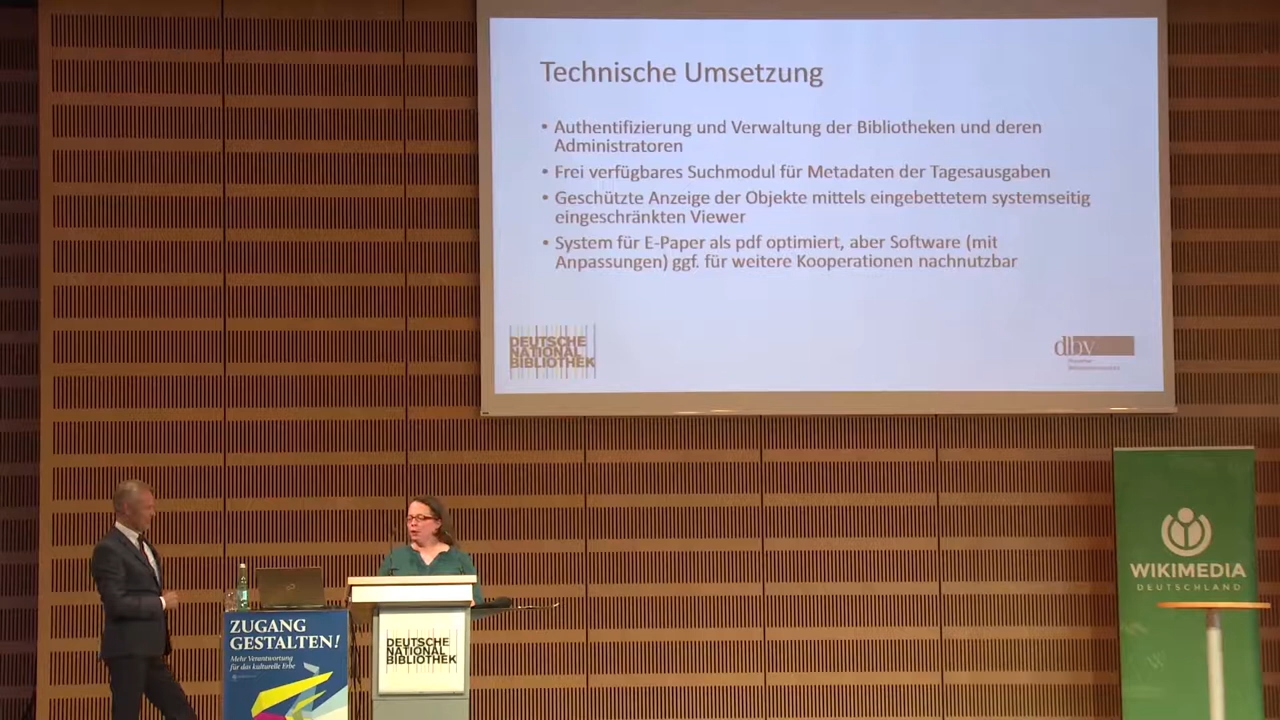 Technische Umsetzung
• Authentifizierung und Verwaltung der Bibliotheken und deren
Administratoren
• Frei verfügbares Suchmodul für Metadaten der Tagesausgaben
• Geschützte Anzeige der Objekte mittels eingebettetem systemseitig
eingeschränkten Viewer
• System für E-Paper als pdf optimiert, aber Software (mit
Anpassungen) ggf. für weitere Kooperationen nachnutzbar
DEUTSCHE
NATIONAL
BIBLIOTHEK
dbv
WIKIMEDIA
DEUTSCHLAND
ZUGANG
GESTALTEN!
Mehr Verantwortung
für das kulturelle Erbe
DEUTSCHE
NATIONAL
BIBLIOTHEK